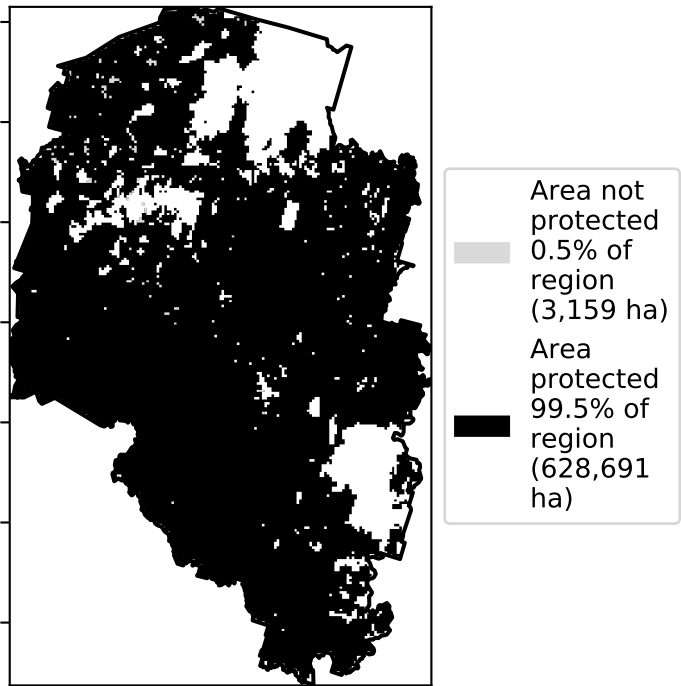 Area not
protected
0.5% of
region
(3,159 ha)
Area
protected
99.5% of
region
(628,691
ha)